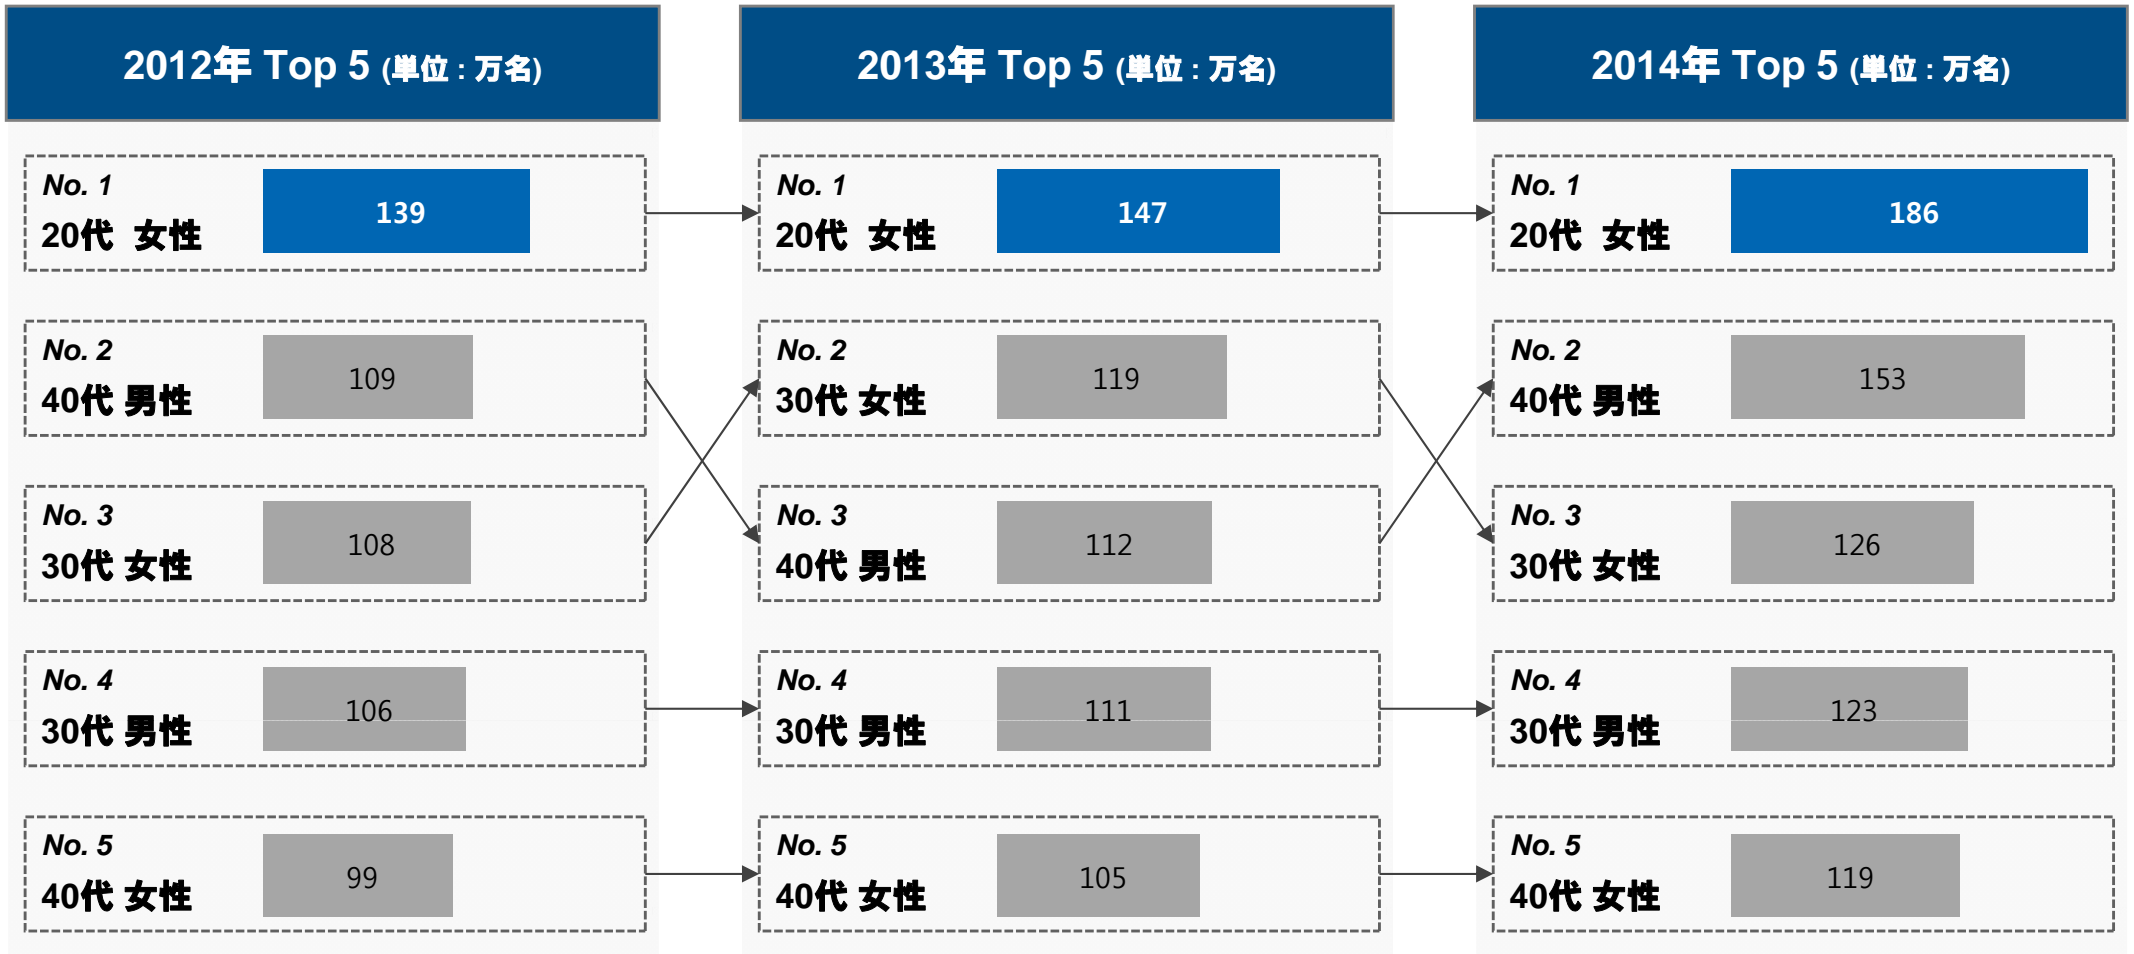 2012年 Top 5 (単位 : 万名)
No. 1
20代 女性
139
No. 2
40代 男性
109
No. 3
30代 女性
108
No. 4
30代 男性
106
No. 5
40代 女性
99
2013年 Top 5 (単位 : 万名)
No. 1
20代 女性
147
No. 2
30代 女性
119
No. 3
40代 男性
112
No. 4
30代 男性
111
No. 5
40代 女性
105
2014年 Top 5 (単位 : 万名)
No. 1
20代 女性
186
No. 2
40代 男性
153
No. 3
30代 女性
126
No. 4
30代 男性
123
No. 5
40代 女性
119